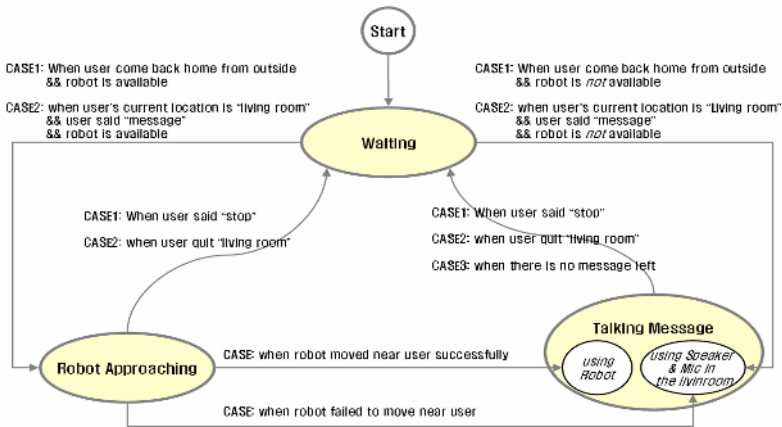 Start
CASE1: When user come back home from outside
&& robot is available
CASE2: when user's current location is "living room"
&& user said "message"
&& robot is available
CASE1: When user come back home from outside
&& robot is not available
CASE2: when user's current location is "Living room"
&& user said "message"
&& robot is not available
Waiting
CASE1: When user said "stop"
CASE2: when user quit "living room"
CASE1: When user said "stop"
CASE2: when user quit "living room"
CASE3: when there is no message left
Talking Message
using
Robot
using Speaker
& Mic in
the livinroom
Robot Approaching
CASE: when robot moved near user successfully
CASE: when robot failed to move near user